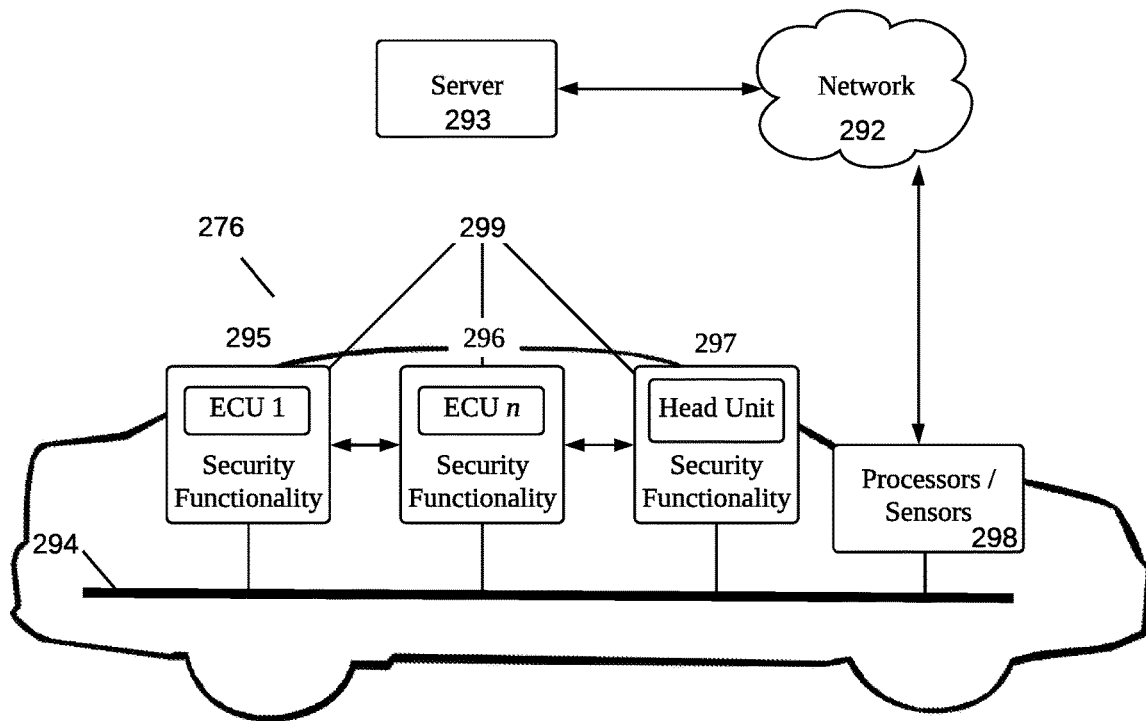 Server
293
Network
292
276
299
295
296
297
ECU 1
Security
Functionality
ECU n
Security
Functionality
Head Unit
Security
Functionality
Processors /
Sensors
298
294